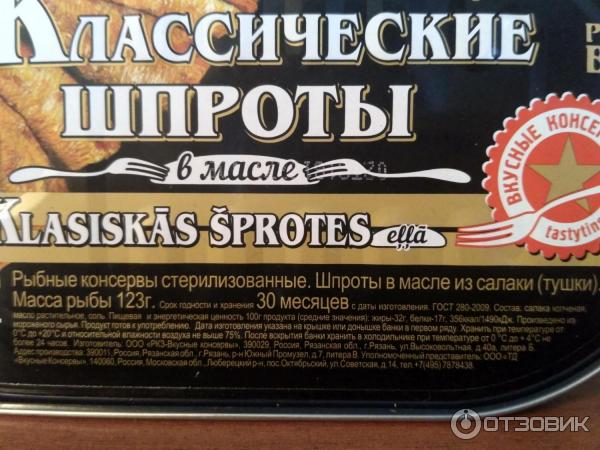 Классические
шпроты
в масле
ВКУСНЫЕ КОНСЕ
tastytins
KLASISKĀS ŠPROTES eļļā
Рыбные консервы стерилизованные. Шпроты в масле из салаки (тушки).
Масса рыбы 123г. Срок годности и хранения 30 месяцев с даты изготовления. ГОСТ 280-2009. Состав: салака копченая,
масло растительное, соль. Пищевая и энергетическая ценность 100г продукта (средние значения): жиры-32г, белки-17г, 356ккал/1490кДж. Произведено из
мороженого сырья. Продукт готов к употреблению. Дата изготовления указана на крышке или донышке банки в первом ряду. Хранить при температуре от
0°C до +20°C и относительной влажности воздуха не выше 75%. После вскрытия банки хранить в холодильнике при температуре от 0 °C до + 4°C не
более 24 часов. Изготовитель: ООО «РКЗ-Вкусные консервы», 390029, Россия, Рязанская обл., г.Рязань, ул.Высоковольтная, д.40а, литера Б.
Адрес производства: 390011, Россия, Рязанская обл., г.Рязань, р-н Южный Промузел, д.7, литера В. Уполномоченный представитель: ООО «ТД
«Вкусные Консервы», 140060, Россия, Московская обл., Люберецкий р-н, пос.Октябрьский, ул.Советская, д.14, тел.+7(495)7878438.
ОТЗОВИК